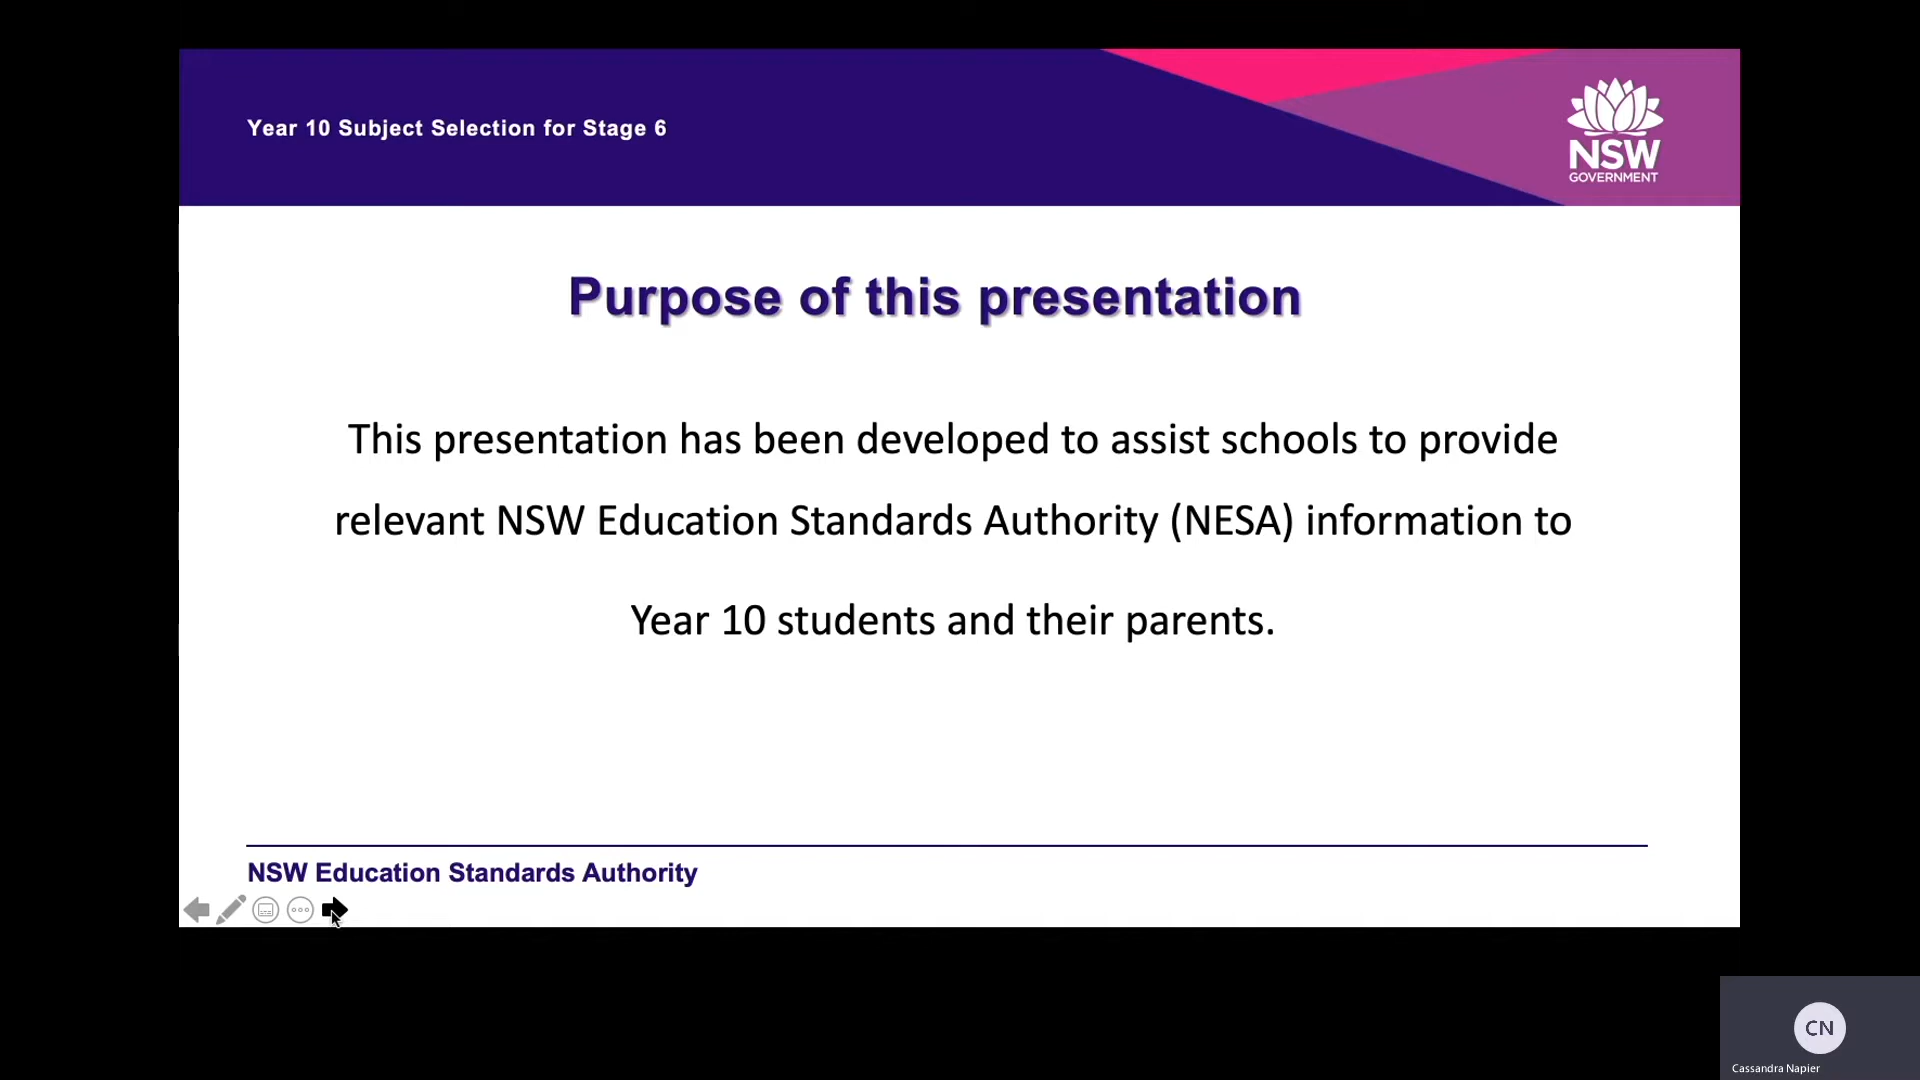 Year 10 Subject Selection for Stage 6
NSW
GOVERNMENT
Purpose of this presentation
This presentation has been developed to assist schools to provide
relevant NSW Education Standards Authority (NESA) information to
Year 10 students and their parents.
NSW Education Standards Authority
CN
Cassandra Napier